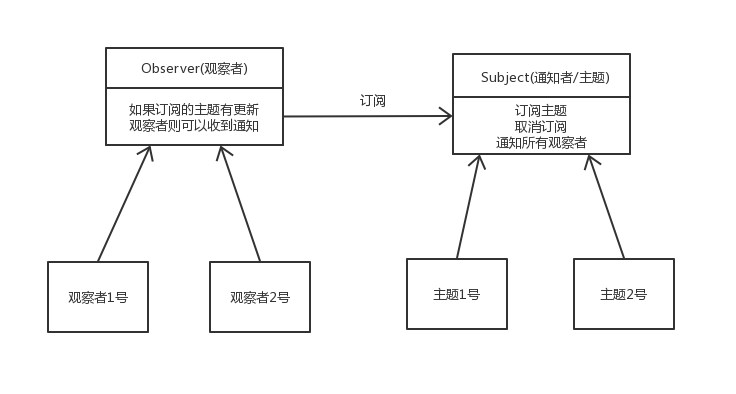 Observer(观察者)
如果订阅的主题有更新
观察者则可以收到通知
订阅
Subject(通知者/主题)
订阅主题
取消订阅
通知所有观察者
观察者1号
观察者2号
主题1号
主题2号